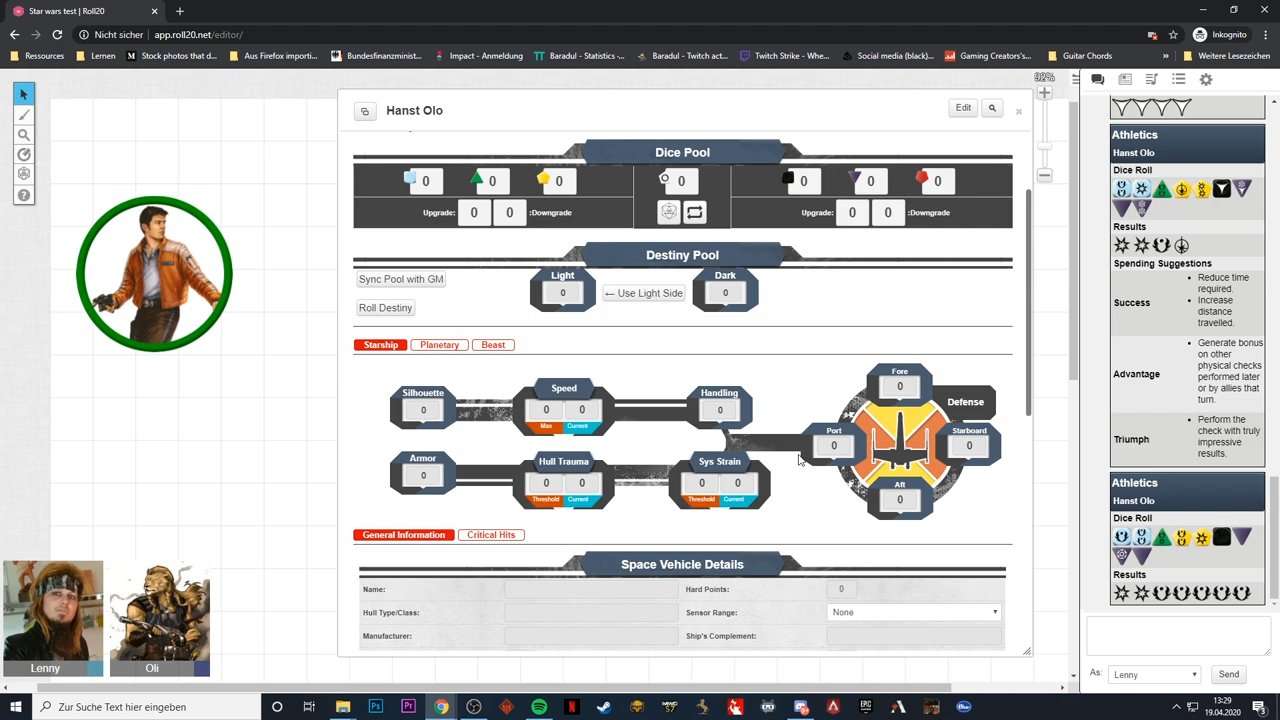 Star wars test | Roll20
Nicht sicher | app.roll20.net/editor/
Inkognito
Ressources
Lernen
Stock photos that d...
Aus Firefox importi...
Bundesfinanzminist...
Impact - Anmeldung
Baradul - Statistics -...
Baradul - Twitch
Twitch Strike - Whe...
Social media (black)...
Gaming Creators's...
Guitar Chords
»
Weitere Lesezeichen
92%
Hanst Olo
Edit
Dice Pool
0 0 0 0 0 0 0
Upgrade: 0 0 :Downgrade
Upgrade: 0 0 :Downgrade
Destiny Pool
Sync Pool with GM
Roll Destiny
Light
0
← Use Light Side
Dark
0
Starship Planetary Beast
Silhouette
0
Speed
0 0
Max Current
Handling
0
Fore
0
Defense
Port
0
Starboard
0
Aft
0
Armor
0
Hull Trauma
0 0
Threshold Current
Sys Strain
0 0
Threshold Current
General Information Critical Hits
Space Vehicle Details
Name:
Hard Points: 0
Hull Type/Class:
Sensor Range: None
Manufacturer:
Ship's Complement:
Athletics
Hanst Olo
Dice Roll
Results
Spending Suggestions
Success
• Reduce time
required.
• Increase
distance
travelled.
Advantage
• Generate bonus
on other
physical checks
performed later
or by allies that
turn.
Triumph
• Perform the
check with truly
impressive
results.
Athletics
Hanst Olo
Dice Roll
Results
As: Lenny
Send
Lenny
Oli
Zur Suche Text hier eingeben
13:29
19.04.2020